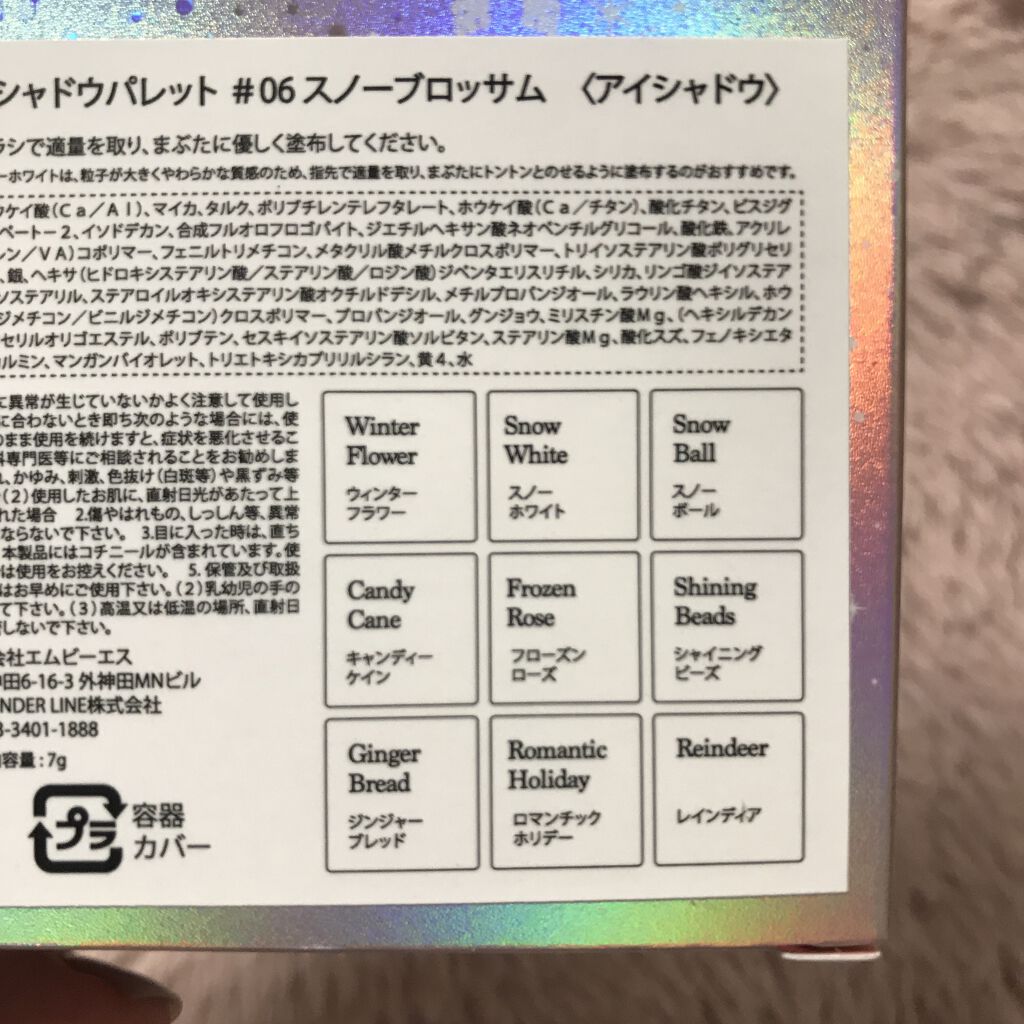 シャドウパレット #06 スノーブロッサム 〈アイシャドウ〉
ラシで適量を取り、まぶたに優しく塗布してください。
ーホワイトは、粒子が大きくやわらかな質感のため、指先で適量を取り、まぶたにトントンとのせるように塗布するのがおすすめです。
ケイ酸(Ca/Al)、マイカ、タルク、ポリブチレンテレフタレート、ホウケイ酸(Ca/チタン)、酸化チタン、ビスジグ
ペートー2、イソドデカン、合成フルオロフロゴパイト、ジエチルヘキサン酸ネオペンチルグリコール、酸化鉄、アクリレ
レン/VA)コポリマー、フェニルトリメチコン、メタクリル酸メチルクロスポリマー、トリイソステアリン酸ポリグリセリ
、銀、ヘキサ(ヒドロキシステアリン酸/ステアリン酸/ロジン酸)ジペンタエリスリチル、シリカ、リンゴ酸ジイソステア
ソステアリル、ステアロイルオキシステアリン酸オクチルドデシル、メチルプロパンジオール、ラウリン酸ヘキシル、ホウ
ジメチコン/ビニルジメチコン)クロスポリマー、プロパンジオール、グンジョウ、ミリスチン酸Mg、(ヘキシルデカン
セリルオリゴエステル、ポリブテン、セスキイソステアリン酸ソルビタン、ステアリン酸Mg、酸化スズ、フェノキシエタ
ルミン、マンガンバイオレット、トリエトキシカプリリルシラン、黄4、水
に異常が生じていないかよく注意して使用し
に合わないとき即ち次のような場合には、使
のまま使用を続けますと、症状を悪化させるこ
科専門医等にご相談されることをお勧めしま
れ、かゆみ、刺激、色抜け(白斑等)や黒ずみ等
(2)使用したお肌に、直射日光があたって上
れた場合 2.傷やはれもの、しっしん等、異常
ならないで下さい。 3.目に入った時は、直ち
本製品にはコチニールが含まれています。使
は使用をお控えください。 5. 保管及び取扱
はお早めにご使用下さい。(2)乳幼児の手の
て下さい。(3)高温又は低温の場所、直射日
しないで下さい。
会社エムビーエス
神田6-16-3 外神田MNビル
NDER LINE株式会社
3-3401-1888
内容量:7g
プラ
容器
カバー
Winter
Flower
ウィンター
フラワー
Snow
White
スノー
ホワイト
Snow
Ball
スノー
ボール
Candy
Cane
キャンディー
ケイン
Frozen
Rose
フローズン
ローズ
Shining
Beads
シャイニング
ビーズ
Ginger
Bread
ジンジャー
ブレッド
Romantic
Holiday
ロマンチック
ホリデー
Reindeer
レインディア